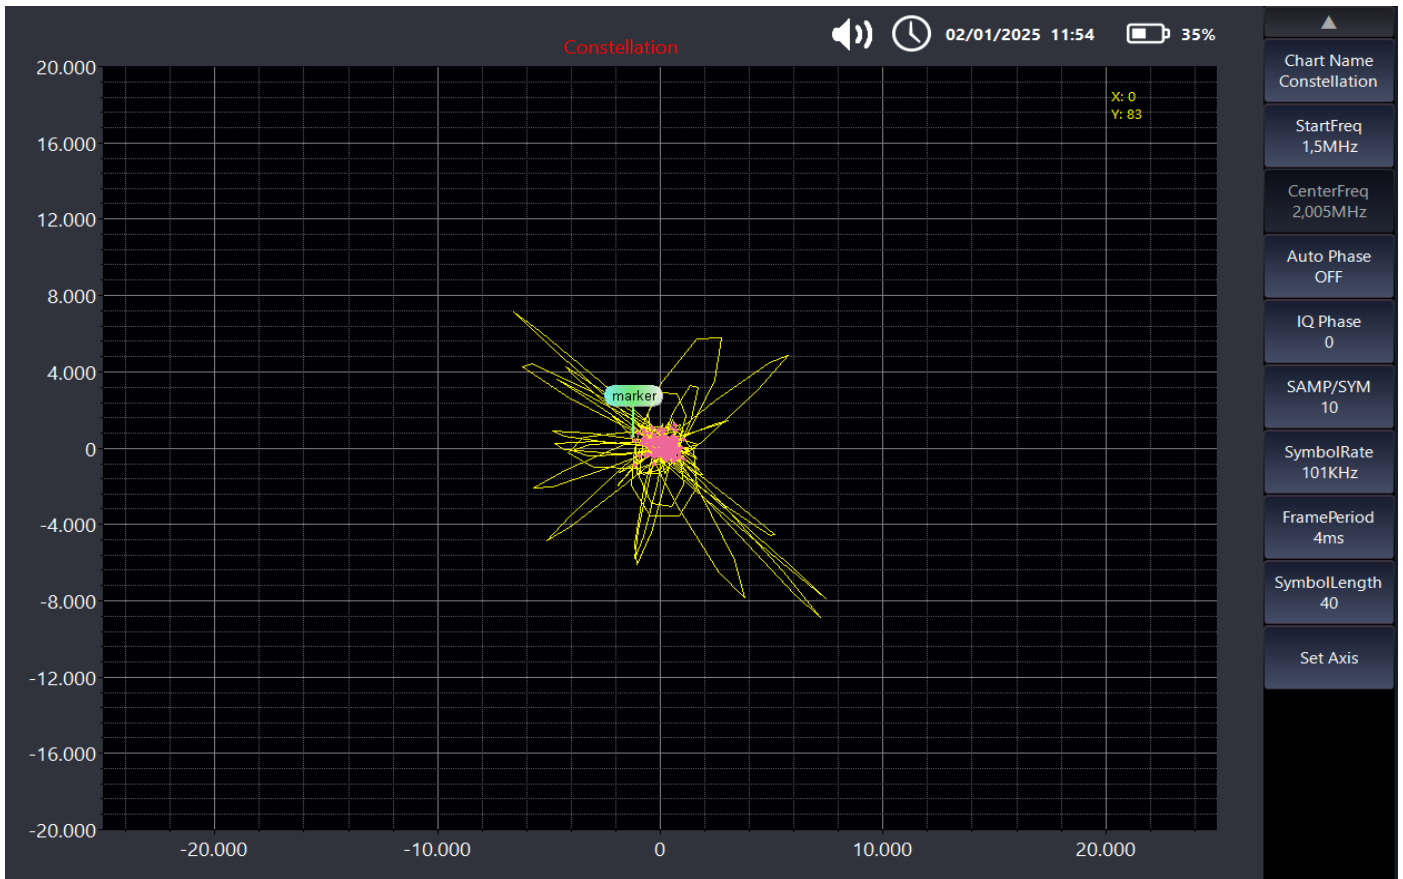 02/01/2025 11:54
35%
Constellation
X: 0
Y: 83
20.000
16.000
12.000
8.000
4.000
0
-4.000
-8.000
-12.000
-16.000
-20.000
marker
-20.000
-10.000
0
10.000
20.000
Chart Name
Constellation
StartFreq
1,5MHz
CenterFreq
2,005MHz
Auto Phase
OFF
IQ Phase
0
SAMP/SYM
10
SymbolRate
101KHz
FramePeriod
4ms
SymbolLength
40
Set Axis